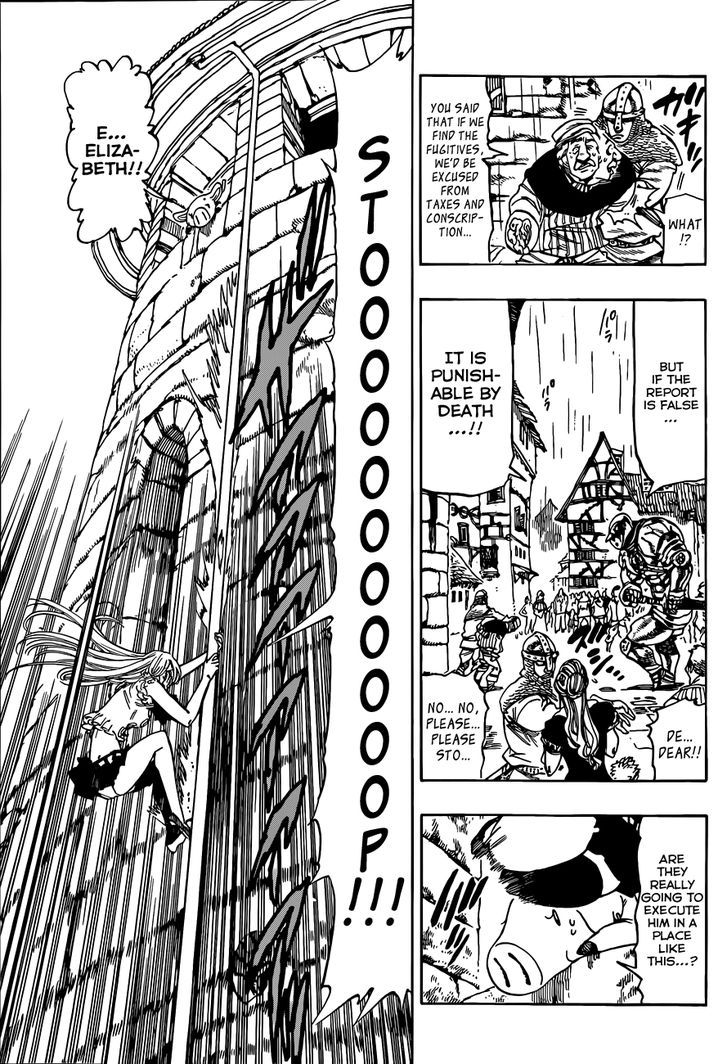 WHAT
!?
YOU SAID
THAT IF WE
FIND THE
FUGITIVES,
WE'D BE
EXCUSED
FROM
TAXES AND
CONSCRIP-
TION...
BUT
IF THE
REPORT
IS FALSE
...
IT IS
PUNISH-
ABLE BY
DEATH
...!!
DE...
DEAR!!
NO... NO,
PLEASE...
PLEASE
STO...
ARE
THEY
REALLY
GOING TO
EXECUTE
HIM IN A
PLACE
LIKE
THIS...?
STOOOOOOOOOOOP!!!
E...
ELIZA-
BETH!!